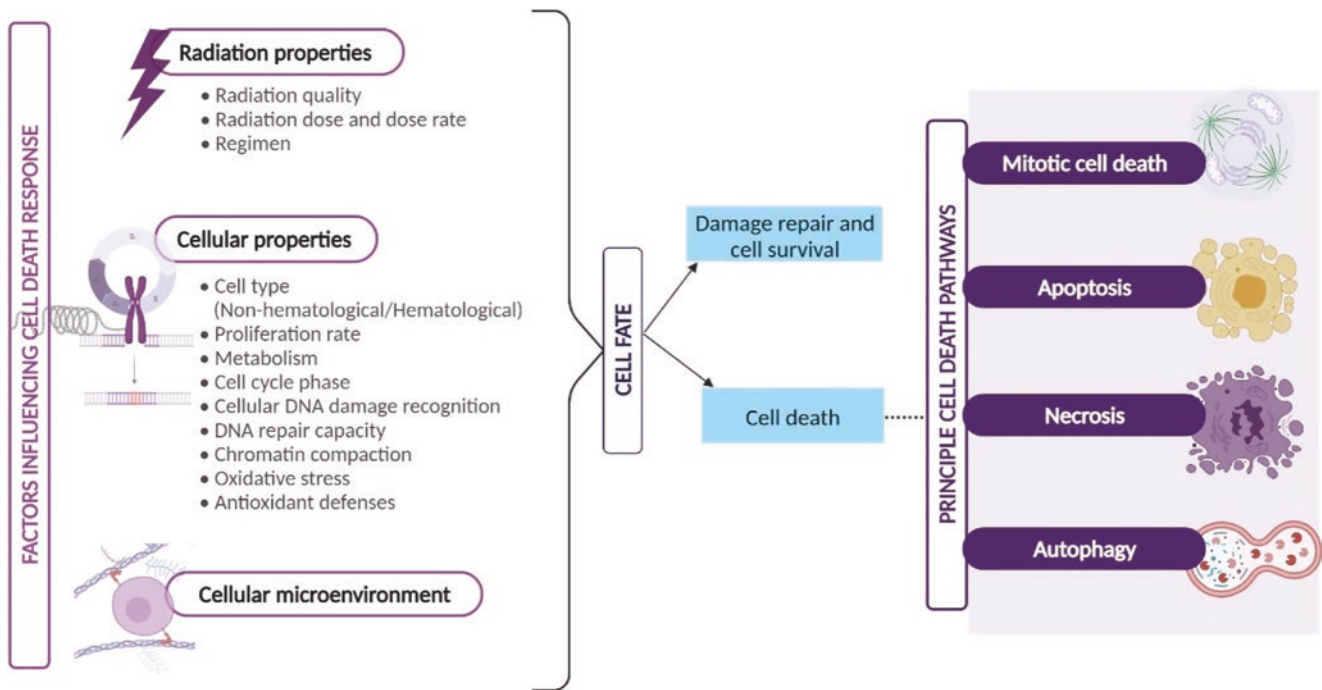 FACTORS INFLUENCING CELL DEATH RESPONSE
Radiation properties
• Radiation quality
• Radiation dose and dose rate
• Regimen
Cellular properties
• Cell type
(Non-hematological/Hematological)
• Proliferation rate
• Metabolism
• Cell cycle phase
• Cellular DNA damage recognition
• DNA repair capacity
• Chromatin compaction
• Oxidative stress
• Antioxidant defenses
Cellular microenvironment
CELL FATE
Damage repair and
cell survival
Cell death
PRINCIPLE CELL DEATH PATHWAYS
Mitotic cell death
Apoptosis
Necrosis
Autophagy